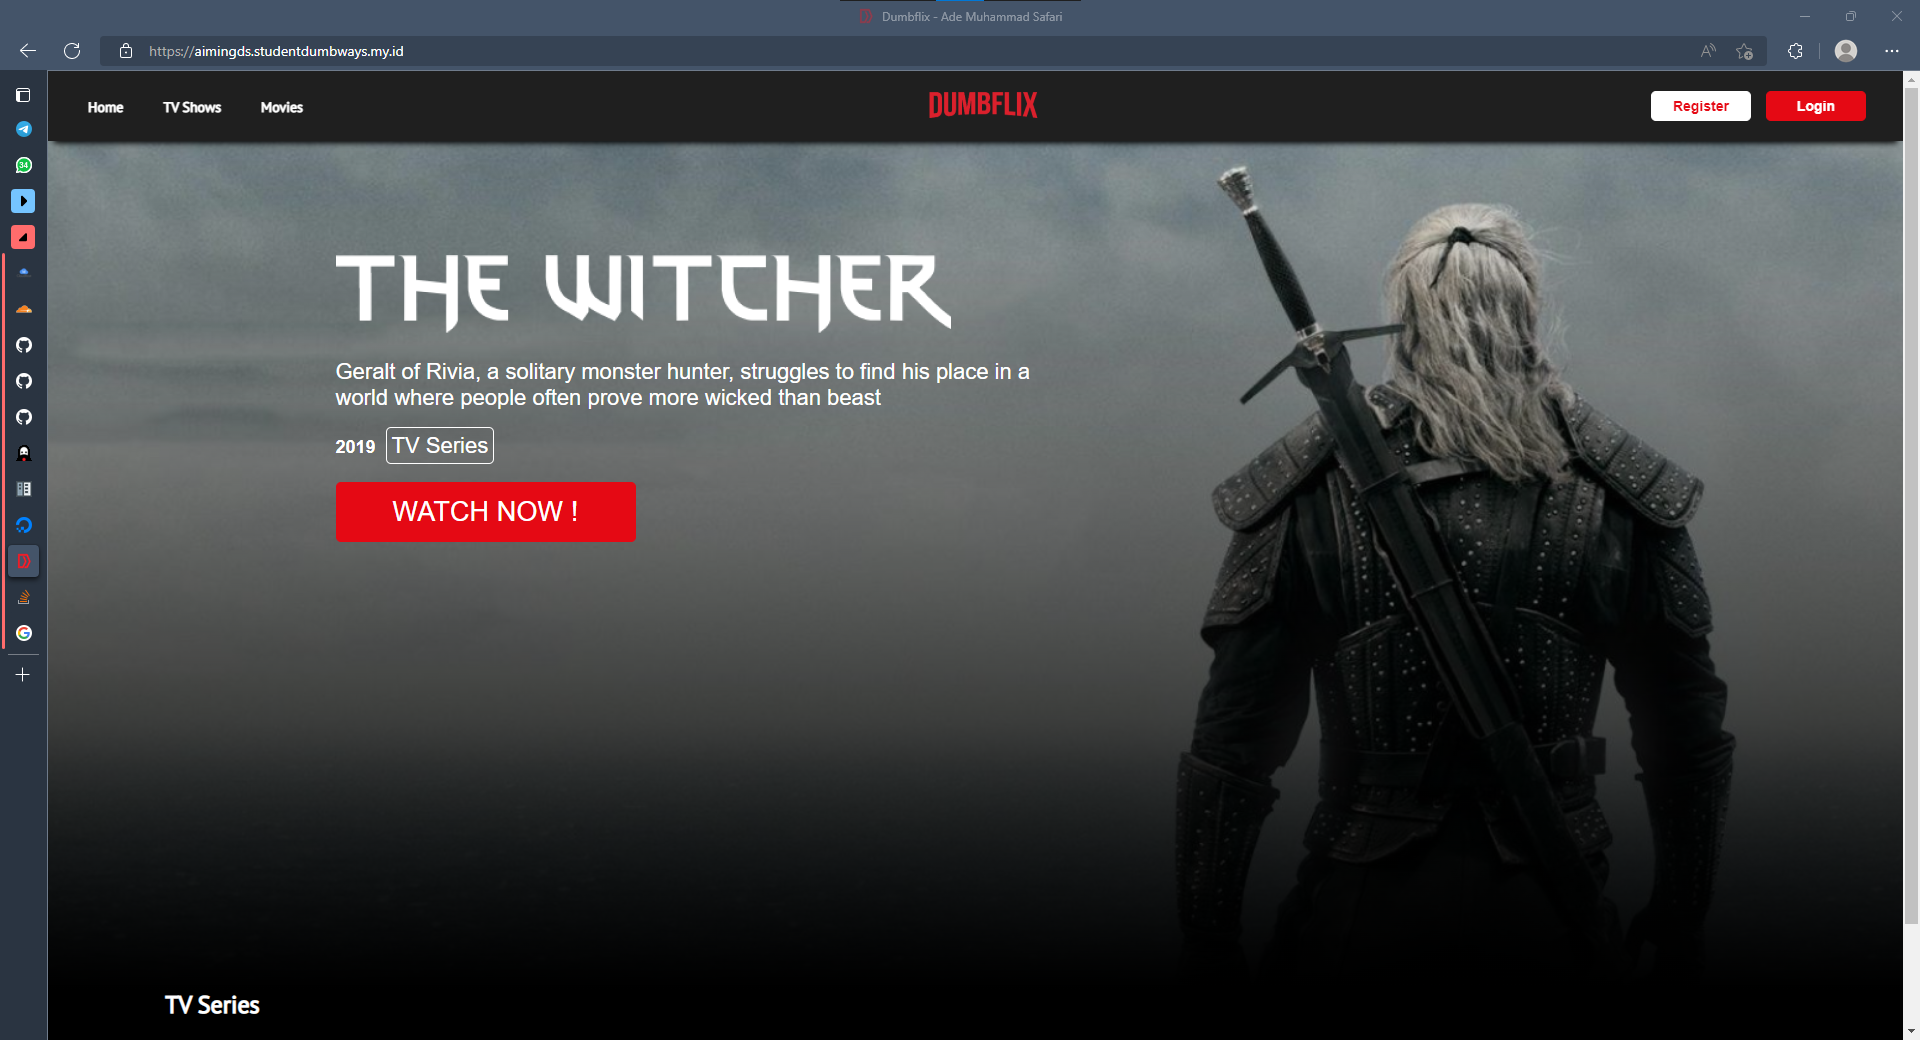 Dumbflix - Ade Muhammad Safari
https://aimingds.studentdumbways.my.id
34
Home TV Shows Movies DUMBFLIX Register Login
THE WITCHER
Geralt of Rivia, a solitary monster hunter, struggles to find his place in a
world where people often prove more wicked than beast
2019 TV Series
WATCH NOW !
TV Series